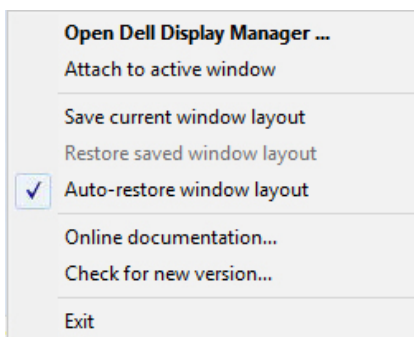 Open Dell Display Manager ...
Attach to active window
Save current window layout
Restore saved window layout
Auto-restore window layout
Online documentation...
Check for new version...
Exit